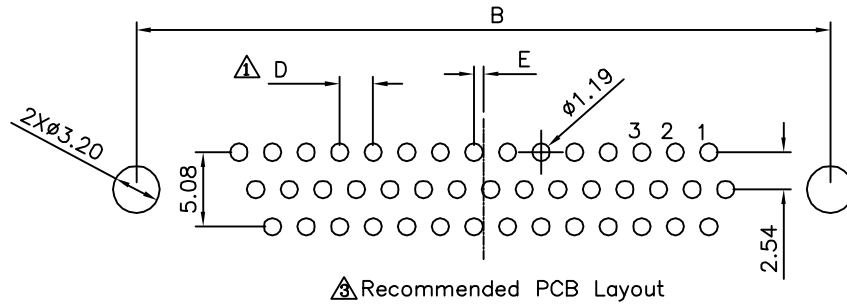 B
1 D
E
ø1.19
2Xø3.20
3 2 1
5.08
2.54
3 Recommended PCB Layout